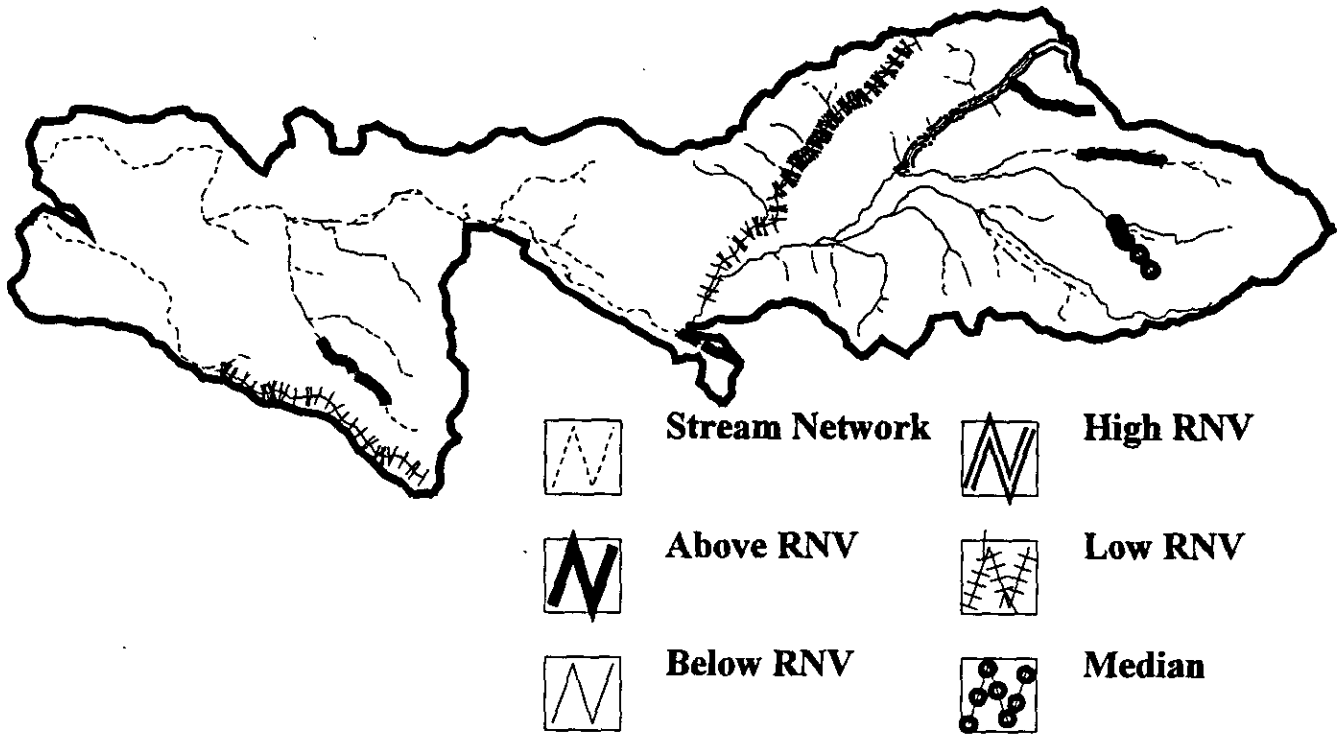 Stream Network
High RNV
Above RNV
Low RNV
Below RNV
Median